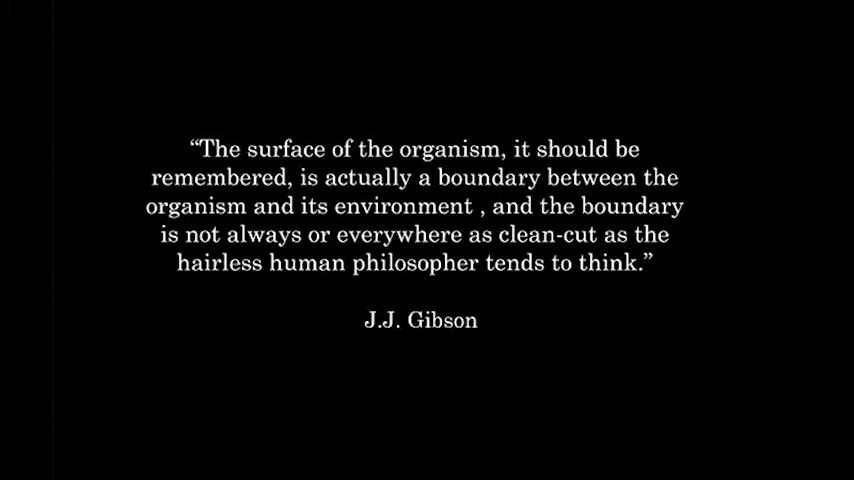 “The surface of the organism, it should be
remembered, is actually a boundary between the
organism and its environment , and the boundary
is not always or everywhere as clean-cut as the
hairless human philosopher tends to think.”
J.J. Gibson